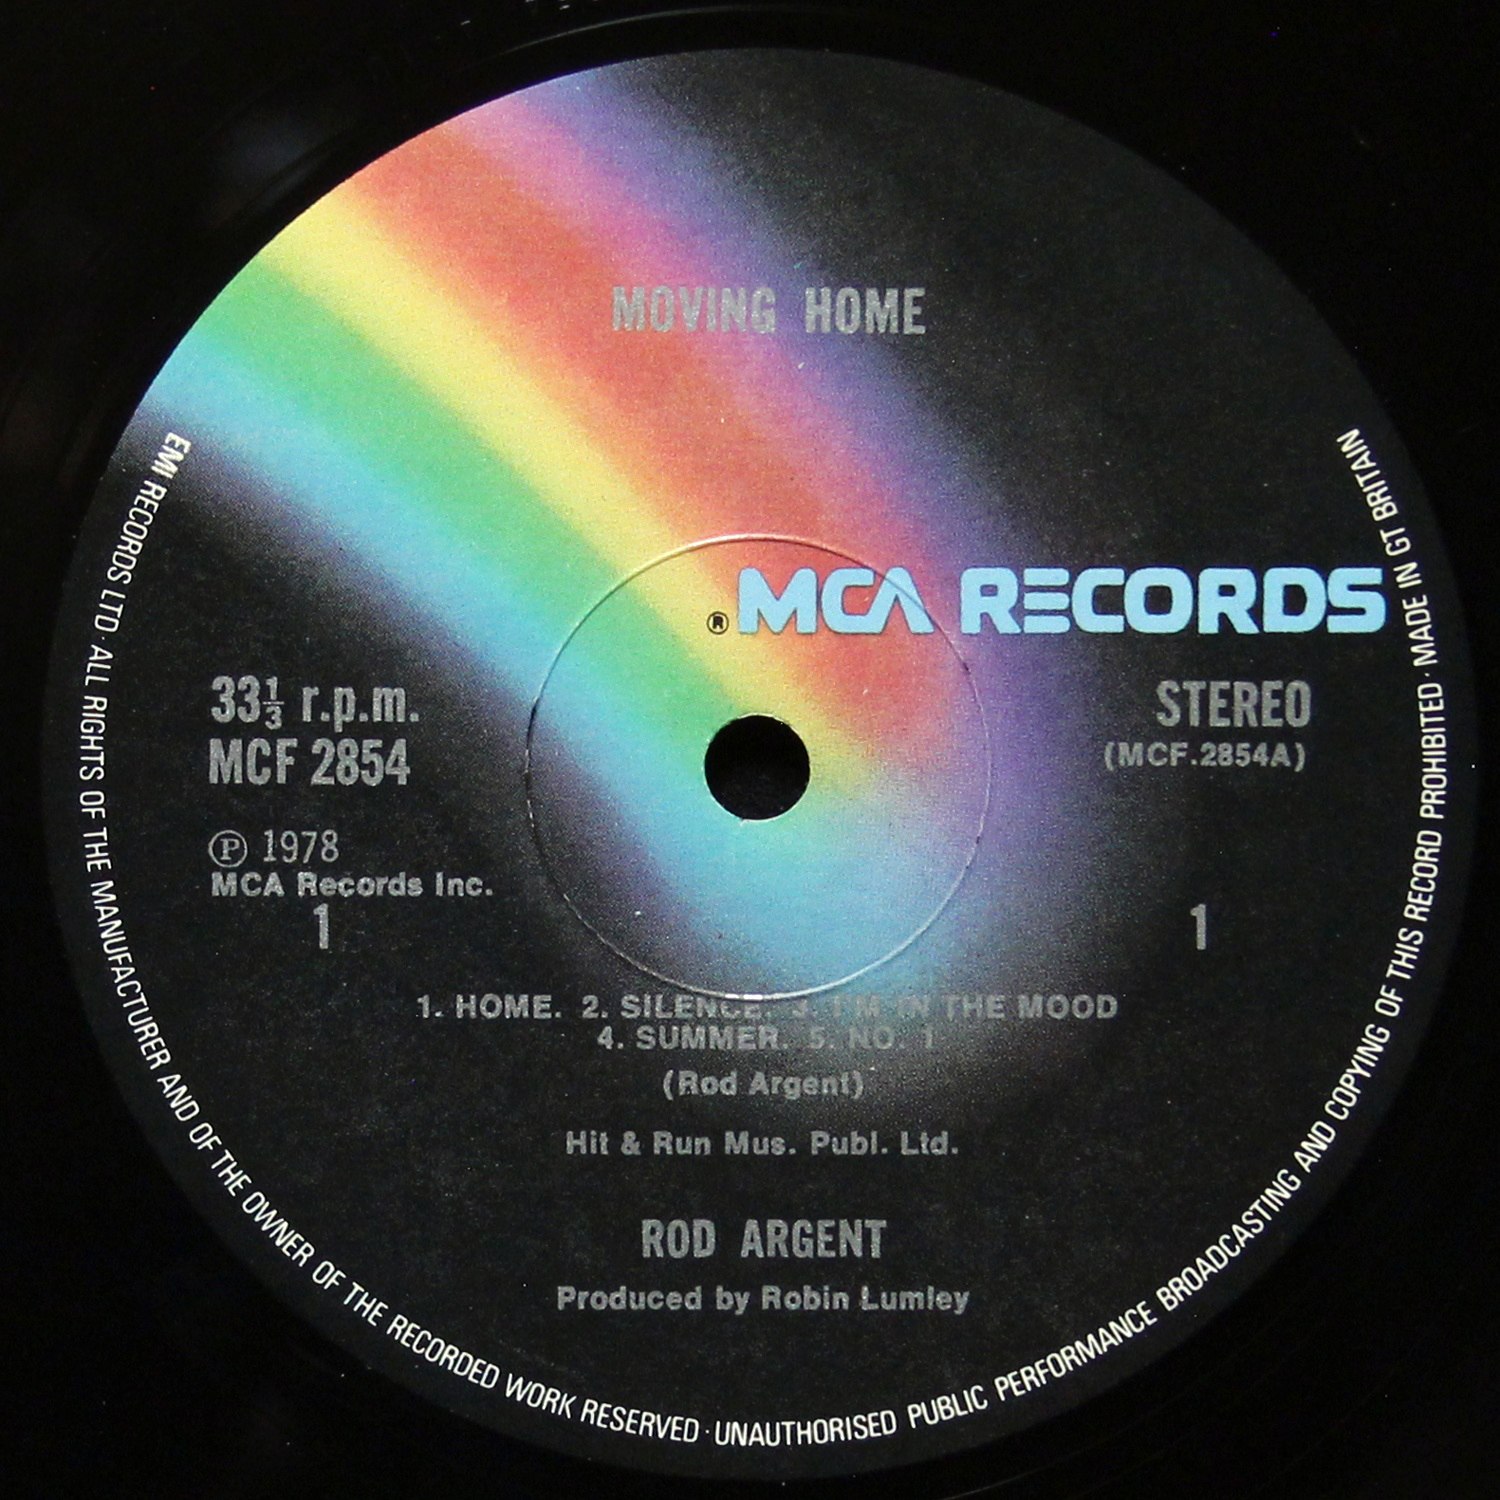 MOVING HOME
® MCA RECORDS
33⅓ r.p.m.
MCF 2854
STEREO
(MCF.2854A)
Ⓟ 1978
MCA Records Inc.
1
1
1. HOME. 2. SILENCE. 3. I'M IN THE MOOD
4. SUMMER. 5. NO. 1
(Rod Argent)
Hit & Run Mus. Publ. Ltd.
ROD ARGENT
Produced by Robin Lumley
EMI RECORDS LTD · ALL RIGHTS OF THE MANUFACTURER AND OF THE OWNER OF THE RECORDED WORK RESERVED · UNAUTHORISED PUBLIC PERFORMANCE BROADCASTING AND COPYING OF THIS RECORD PROHIBITED · MADE IN GT BRITAIN